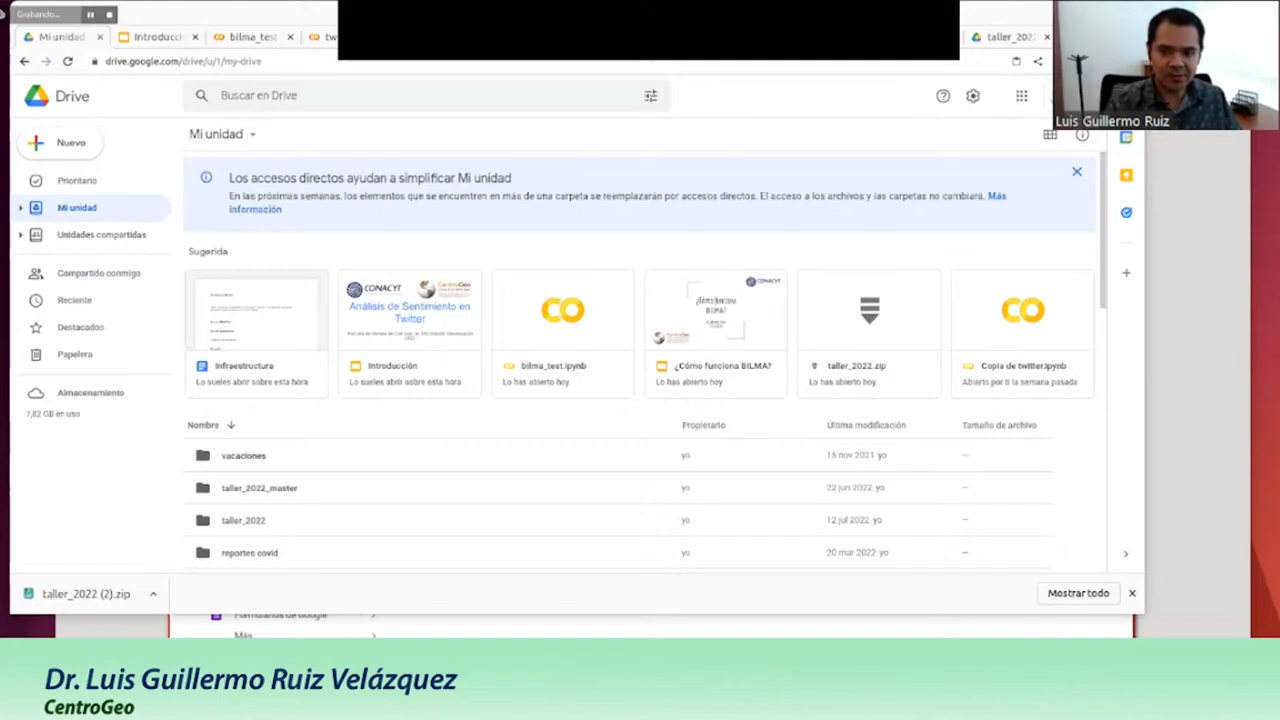 Grabando...
Mi unidad
Introducci
bilma_test
tw
taller_202
drive.google.com/drive/u/1/my-drive
Luis Guillermo Ruiz
Drive
Buscar en Drive
Nuevo
Mi unidad
Prioritario
Mi unidad
Unidades compartidas
Compartido conmigo
Reciente
Destacados
Papelera
Almacenamiento
7,82 GB en uso
Los accesos directos ayudan a simplificar Mi unidad
En las próximas semanas, los elementos que se encuentren en más de una carpeta se reemplazarán por accesos directos. El acceso a los archivos y las carpetas no cambiará. Más
información
Sugerida
CONACYT CentroGeo
Análisis de Sentimiento en
Twitter
CONACYT
¿Cómo funciona
BILMA?
Infraestructura
Lo sueles abrir sobre esta hora
Introducción
Lo sueles abrir sobre esta hora
bilma_test.ipynb
Lo has abierto hoy
¿Cómo funciona BILMA?
Lo has abierto hoy
taller_2022.zip
Lo has abierto hoy
Copia de twitter.ipynb
Abierto por ti la semana pasada
Nombre Propietario Última modificación Tamaño de archivo
vacaciones yo 15 nov 2021 yo —
taller_2022_master yo 22 jun 2022 yo —
taller_2022 yo 12 jul 2022 yo —
reportes covid yo 20 mar 2022 yo —
taller_2022 (2).zip
Mostrar todo
Formularios de Google
Más
Dr. Luis Guillermo Ruiz Velázquez
CentroGeo